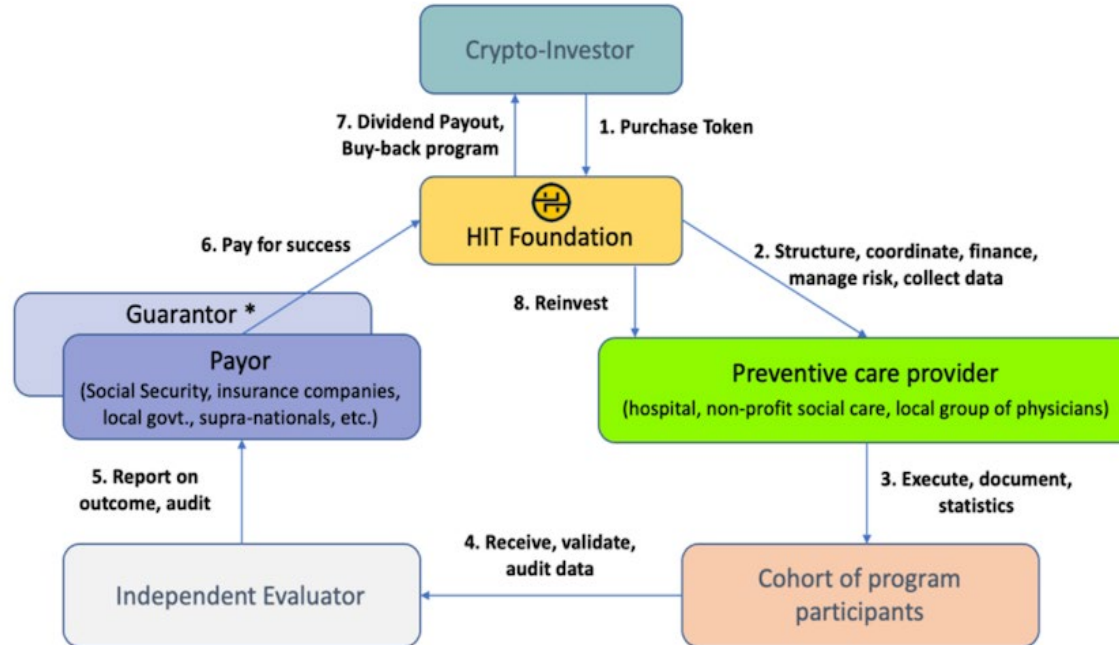 Crypto-Investor
7. Dividend Payout,
Buy-back program
1. Purchase Token
HIT Foundation
6. Pay for success
2. Structure, coordinate, finance,
manage risk, collect data
8. Reinvest
Guarantor *
Payor
(Social Security, insurance companies,
local govt., supra-nationals, etc.)
Preventive care provider
(hospital, non-profit social care, local group of physicians)
5. Report on
outcome, audit
3. Execute, document,
statistics
4. Receive, validate,
audit data
Independent Evaluator
Cohort of program
participants